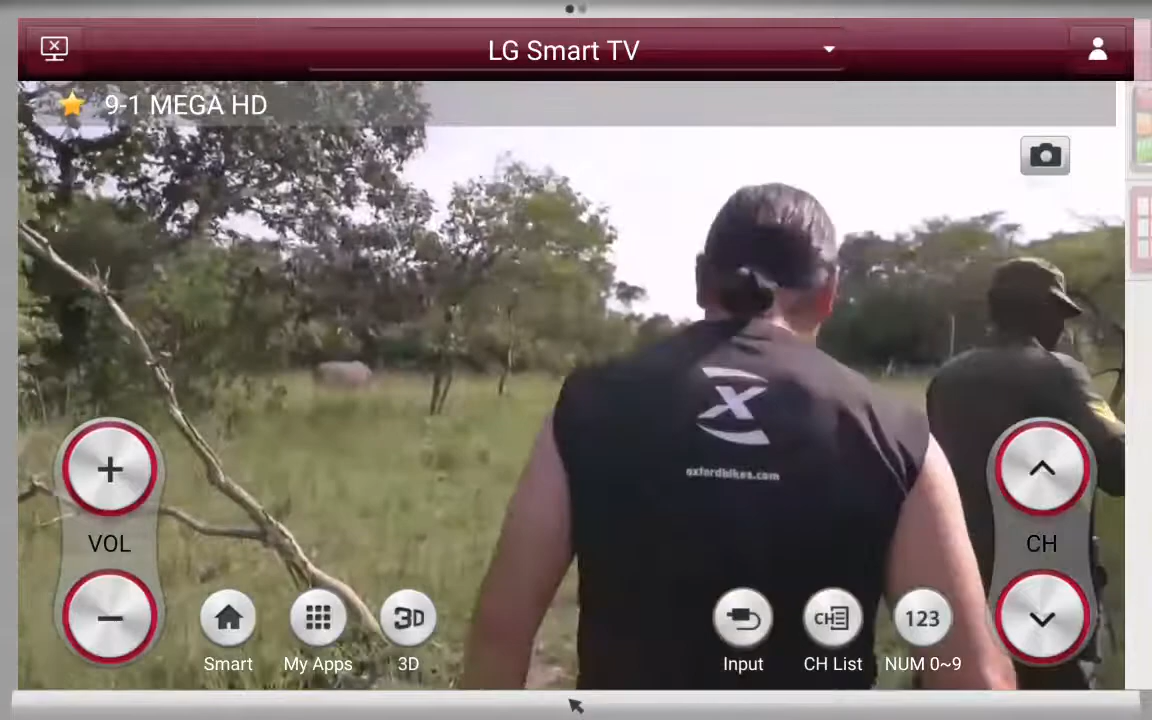 LG Smart TV
9-1 MEGA HD
X
oxfordbikes.com
+
VOL
−
CH
CH
123
3D
Smart
My Apps
3D
Input
CH List
NUM 0~9